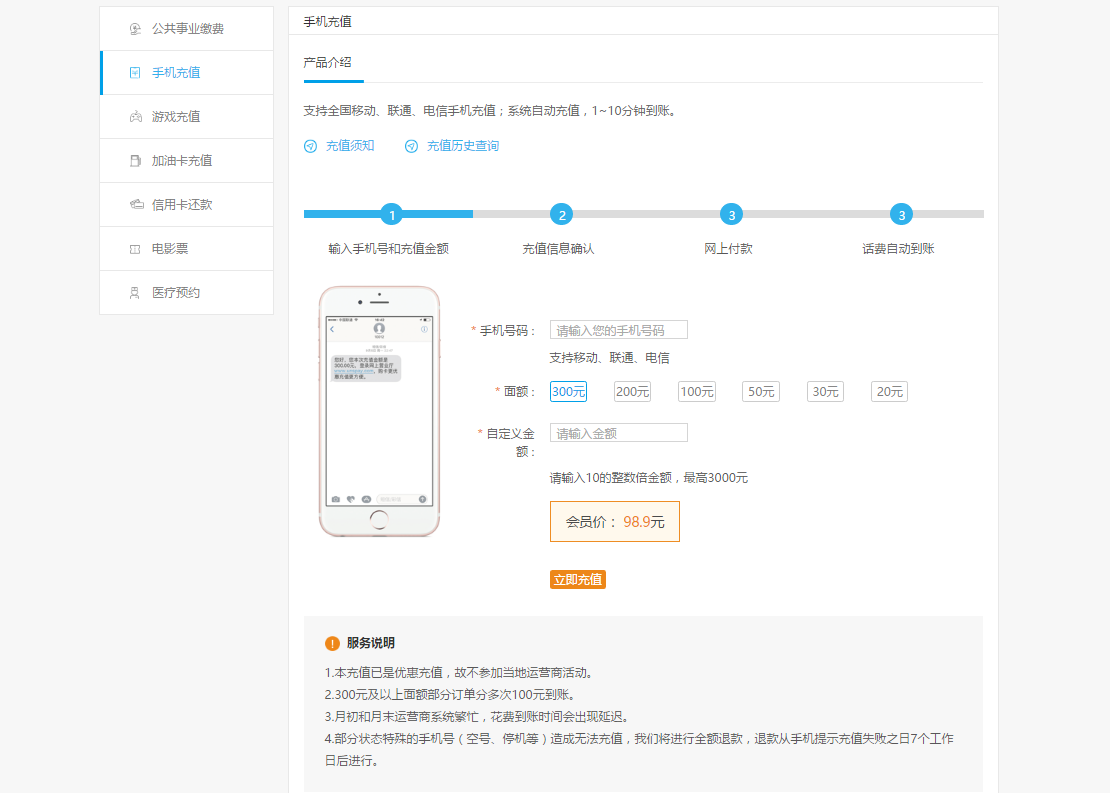 公共事业缴费
手机充值
游戏充值
加油卡充值
信用卡还款
电影票
医疗预约
手机充值
产品介绍
支持全国移动、联通、电信手机充值；系统自动充值，1~10分钟到账。
充值须知 充值历史查询
1 2 3 3
输入手机号和充值金额 充值信息确认 网上付款 话费自动到账
* 手机号码： 请输入您的手机号码
支持移动、联通、电信
* 面额： 300元 200元 100元 50元 30元 20元
* 自定义金
额： 请输入金额
请输入10的整数倍金额，最高3000元
会员价： 98.9元
立即充值
服务说明
1.本充值已是优惠充值，故不参加当地运营商活动。
2.300元及以上面额部分订单分多次100元到账。
3.月初和月末运营商系统繁忙，花费到账时间会出现延迟。
4.部分状态特殊的手机号（空号、停机等）造成无法充值，我们将进行全额退款，退款从手机提示充值失败之日7个工作
日后进行。